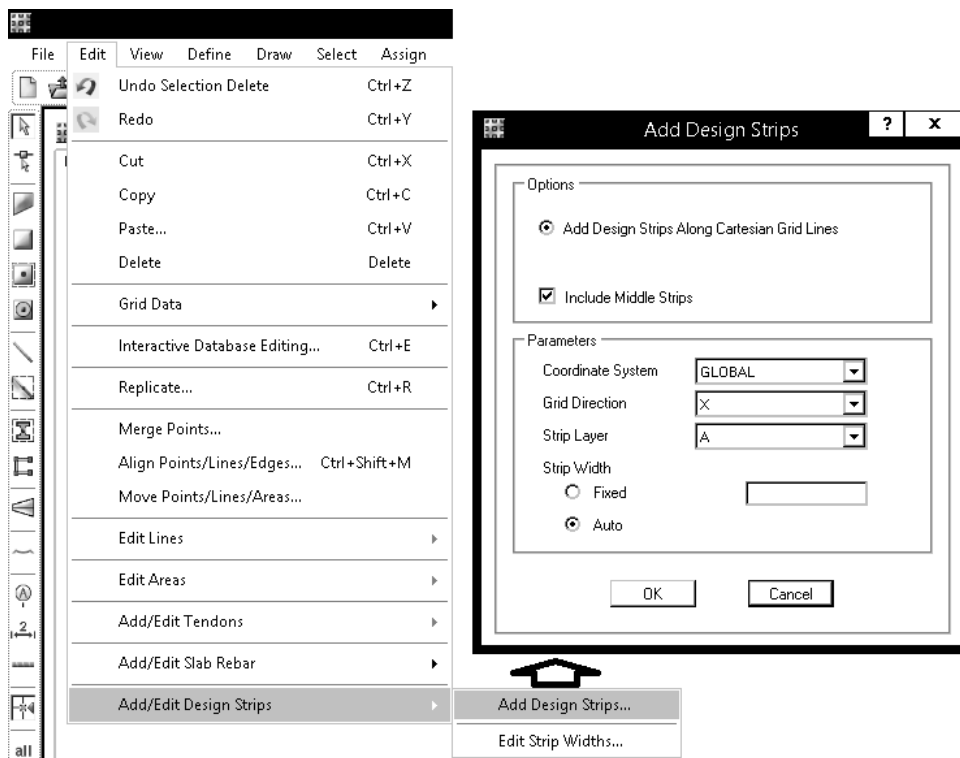 File Edit View Define Draw Select Assign
Undo Selection Delete Ctrl+Z
Redo Ctrl+Y
Cut Ctrl+X
Copy Ctrl+C
Paste... Ctrl+V
Delete Delete
Grid Data
Interactive Database Editing... Ctrl+E
Replicate... Ctrl+R
Merge Points...
Align Points/Lines/Edges... Ctrl+Shift+M
Move Points/Lines/Areas...
Edit Lines
Edit Areas
Add/Edit Tendons
Add/Edit Slab Rebar
Add/Edit Design Strips
A
2
all
Add Design Strips ? x
Options
Add Design Strips Along Cartesian Grid Lines
Include Middle Strips
Parameters
Coordinate System GLOBAL
Grid Direction X
Strip Layer A
Strip Width
Fixed
Auto
OK Cancel
Add Design Strips...
Edit Strip Widths...